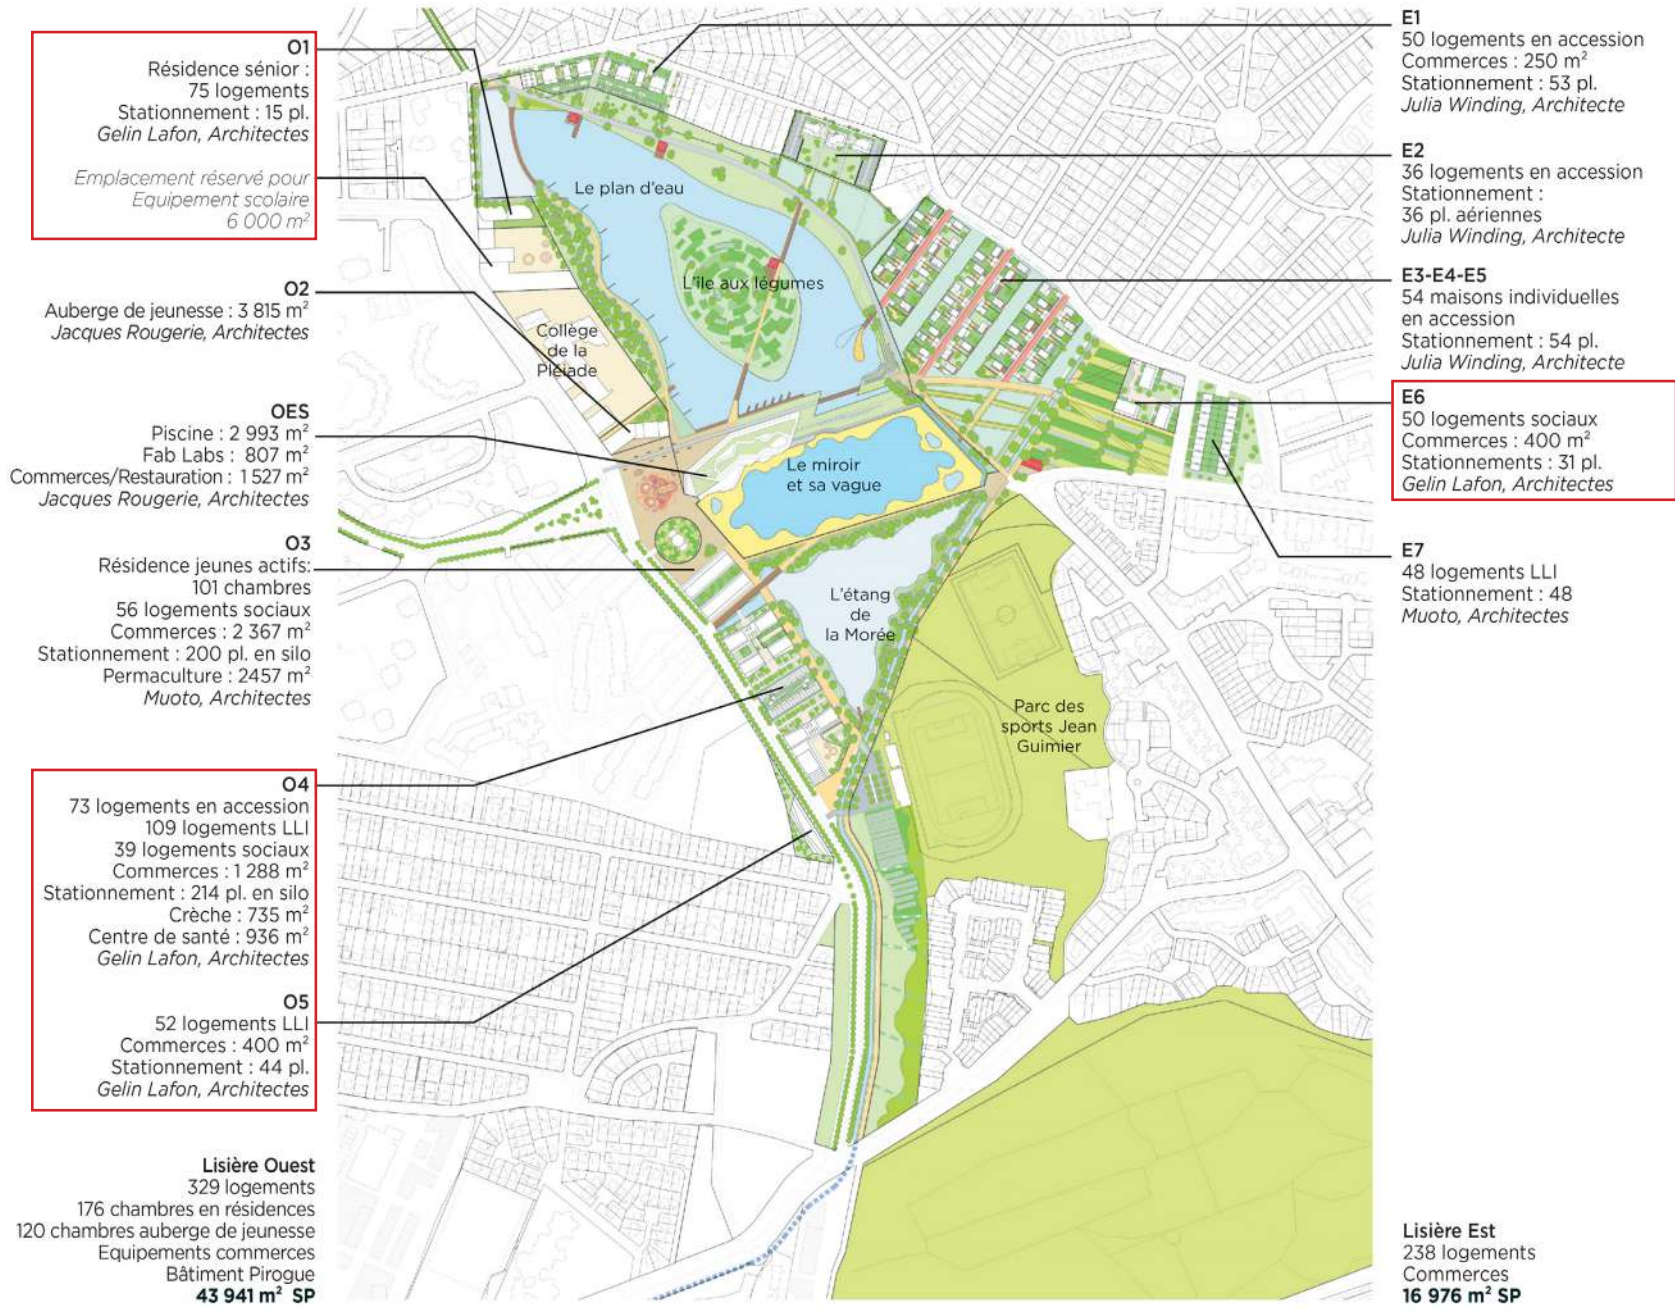 O1
Résidence sénior :
75 logements
Stationnement : 15 pl.
Gelin Lafon, Architectes
Emplacement réservé pour
Equipement scolaire
6 000 m²
O2
Auberge de jeunesse : 3 815 m²
Jacques Rougerie, Architectes
OES
Piscine : 2 993 m²
Fab Labs : 807 m²
Commerces/Restauration : 1 527 m²
Jacques Rougerie, Architectes
O3
Résidence jeunes actifs:
101 chambres
56 logements sociaux
Commerces : 2 367 m²
Stationnement : 200 pl. en silo
Permaculture : 2457 m²
Muoto, Architectes
O4
73 logements en accession
109 logements LLI
39 logements sociaux
Commerces : 1 288 m²
Stationnement : 214 pl. en silo
Crèche : 735 m²
Centre de santé : 936 m²
Gelin Lafon, Architectes
O5
52 logements LLI
Commerces : 400 m²
Stationnement : 44 pl.
Gelin Lafon, Architectes
Lisière Ouest
329 logements
176 chambres en résidences
120 chambres auberge de jeunesse
Equipements commerces
Bâtiment Pirogue
43 941 m² SP
Le plan d'eau
L'île aux légumes
Collège
de la
Pléiade
Le miroir
et sa vague
L'étang
de
la Morée
Parc des
sports Jean
Guimier
E1
50 logements en accession
Commerces : 250 m²
Stationnement : 53 pl.
Julia Winding, Architecte
E2
36 logements en accession
Stationnement :
36 pl. aériennes
Julia Winding, Architecte
E3-E4-E5
54 maisons individuelles
en accession
Stationnement : 54 pl.
Julia Winding, Architecte
E6
50 logements sociaux
Commerces : 400 m²
Stationnements : 31 pl.
Gelin Lafon, Architectes
E7
48 logements LLI
Stationnement : 48
Muoto, Architectes
Lisière Est
238 logements
Commerces
16 976 m² SP